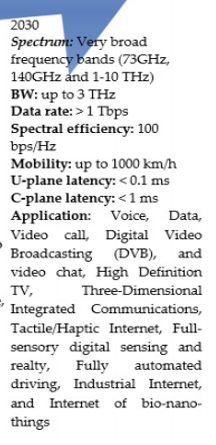 2030
Spectrum: Very broad
frequency bands (73GHz,
140GHz and 1-10 THz)
BW: up to 3 THz
Data rate: > 1 Tbps
Spectral efficiency: 100
bps/Hz
Mobility: up to 1000 km/h
U-plane latency: < 0.1 ms
C-plane latency: < 1 ms
Application: Voice, Data,
Video call, Digital Video
Broadcasting (DVB), and
video chat, High Definition
TV, Three-Dimensional
Integrated Communications,
Tactile/Haptic Internet, Full-
sensory digital sensing and
realty, Fully automated
driving, Industrial Internet,
and Internet of bio-nano-
things